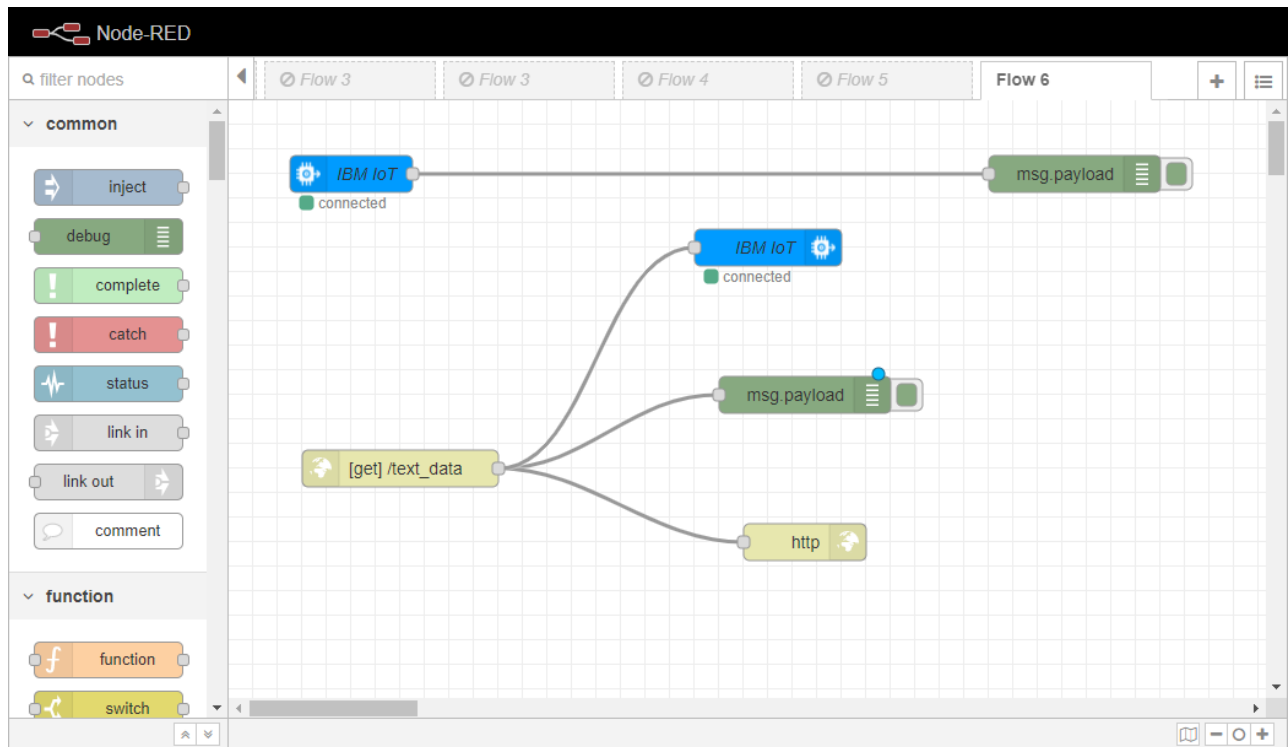 Node-RED
filter nodes
Flow 3
Flow 3
Flow 4
Flow 5
Flow 6
common
inject
debug
complete
catch
status
link in
link out
comment
function
function
switch
IBM IoT
connected
msg.payload
IBM IoT
connected
msg.payload
[get] /text_data
http